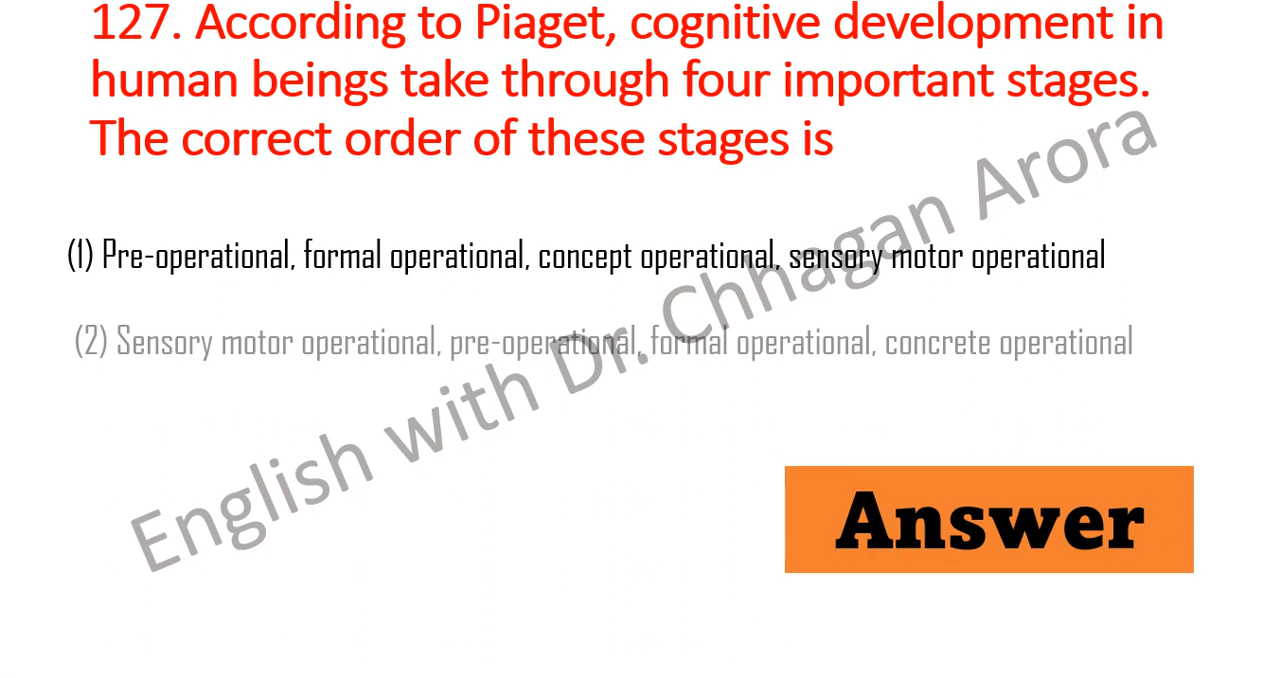 127. According to Piaget, cognitive development in
human beings take through four important stages.
The correct order of these stages is
(1) Pre-operational, formal operational, concept operational, sensory motor operational
(2) Sensory motor operational, pre-operational, formal operational, concrete operational
English with Dr. Chhagan Arora
Answer